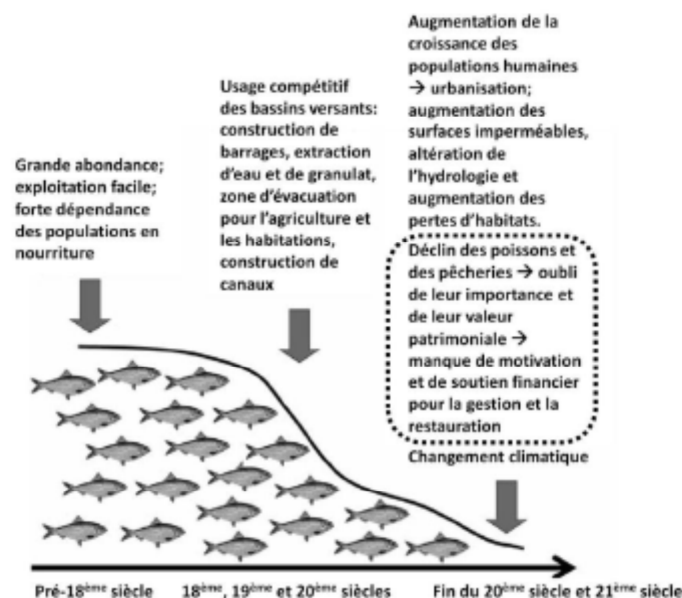 Grande abondance;
exploitation facile;
forte dépendance
des populations en
nourriture
Usage compétitif
des bassins versants:
construction de
barrages, extraction
d'eau et de granulat,
zone d'évacuation
pour l'agriculture et
les habitations,
construction de
canaux
Augmentation de la
croissance des
populations humaines
→ urbanisation;
augmentation des
surfaces imperméables,
altération de
l'hydrologie et
augmentation des
pertes d'habitats.
Déclin des poissons et
des pêcheries → oubli
de leur importance et
de leur valeur
patrimoniale →
manque de motivation
et de soutien financier
pour la gestion et la
restauration
Changement climatique
Pré-18ème siècle
18ème, 19ème et 20ème siècles
Fin du 20ème siècle et 21ème siècle